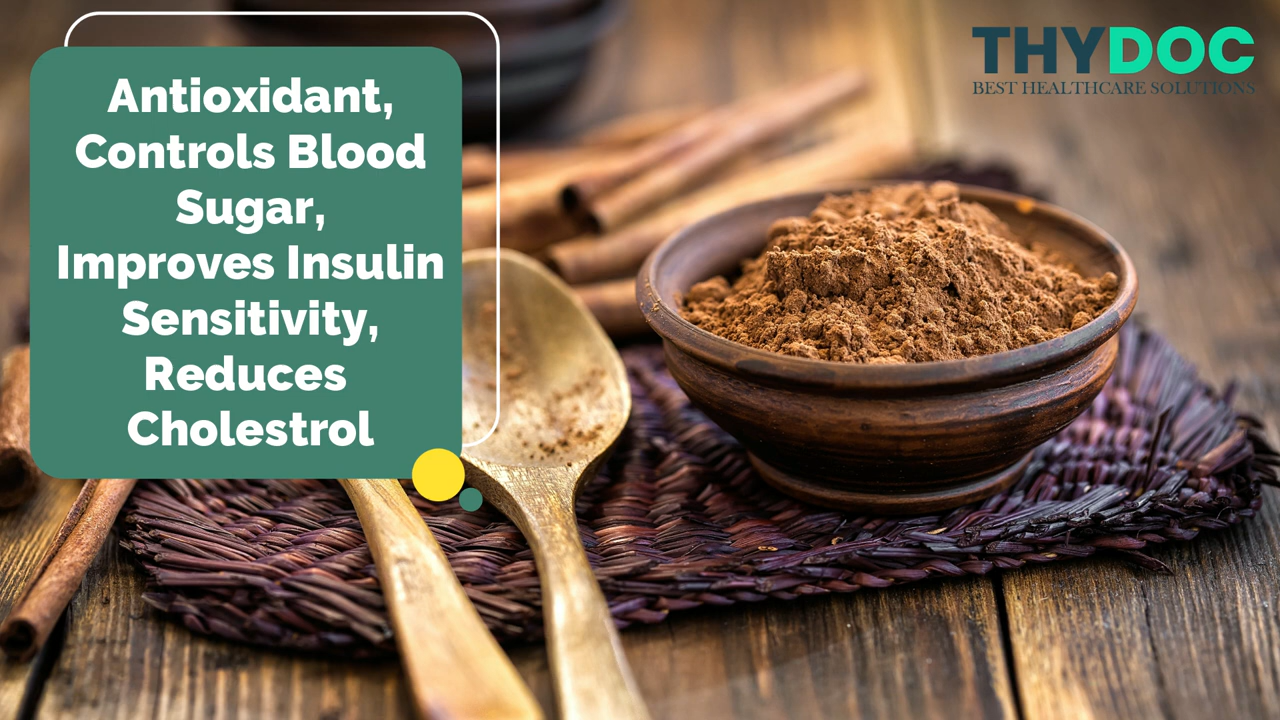 Antioxidant,
Controls Blood
Sugar,
Improves Insulin
Sensitivity,
Reduces
Cholestrol
THYDOC
BEST HEALTHCARE SOLUTIONS